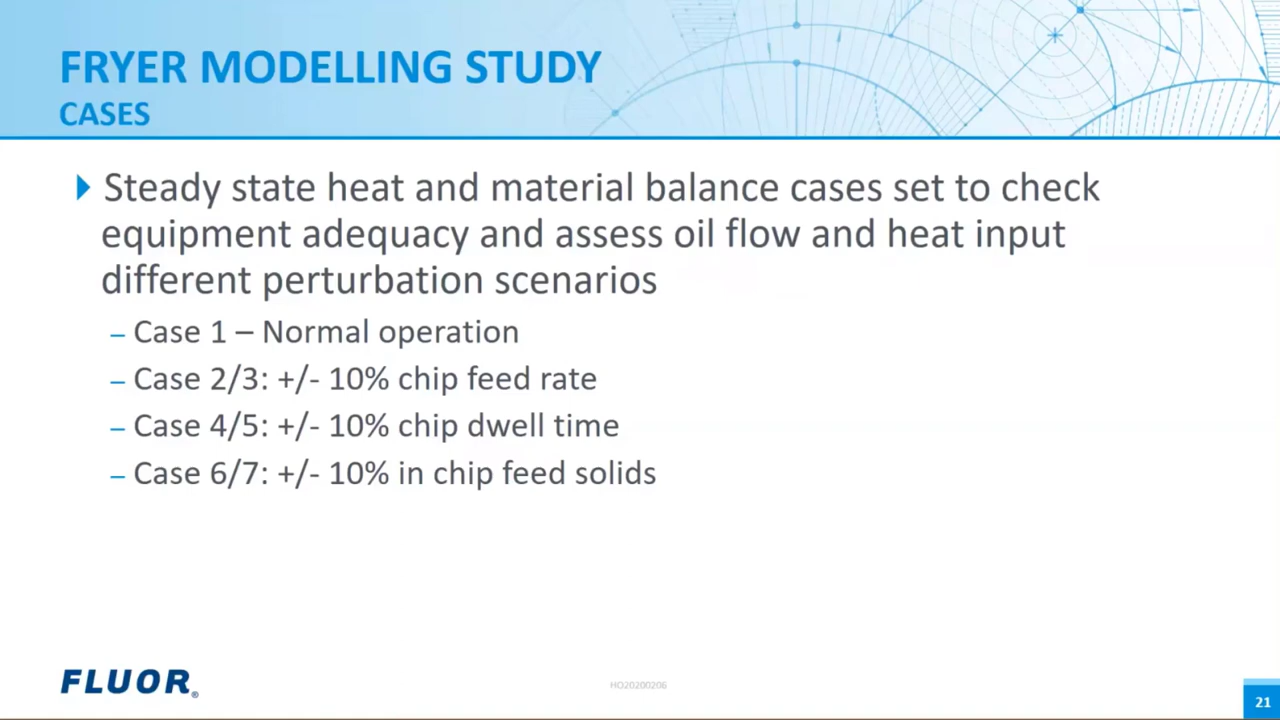 FRYER MODELLING STUDY
CASES
Steady state heat and material balance cases set to check
equipment adequacy and assess oil flow and heat input
different perturbation scenarios
– Case 1 – Normal operation
– Case 2/3: +/- 10% chip feed rate
– Case 4/5: +/- 10% chip dwell time
– Case 6/7: +/- 10% in chip feed solids
FLUOR®
HO20200206
21